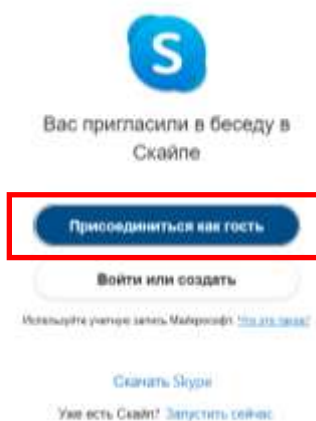 S
Вас пригласили в беседу в
Скайпе
Присоединиться как гость
Войти или создать
Используйте учетную запись Майкрософт. Что это такое?
Скачать Skype
Уже есть Скайп? Запустить сейчас